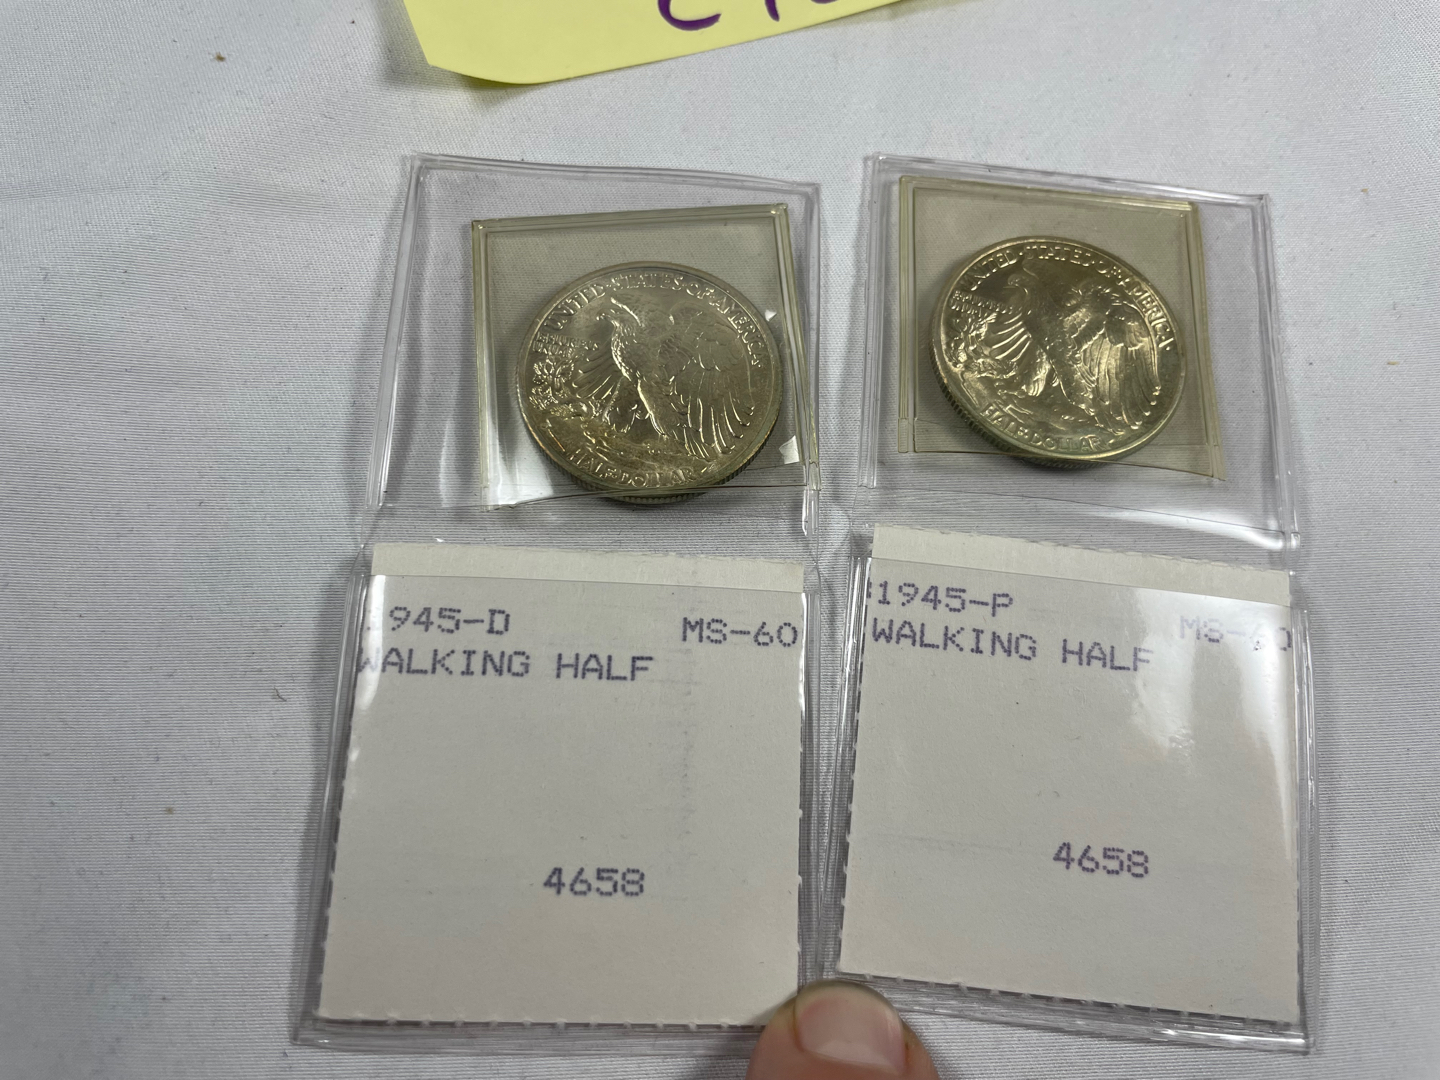 UNITED STATES OF AMERICA
HALF DOLLAR
UNITED STATES OF AMERICA
HALF DOLLAR
945-D MS-60
WALKING HALF
4658
1945-P MS-60
WALKING HALF
4658